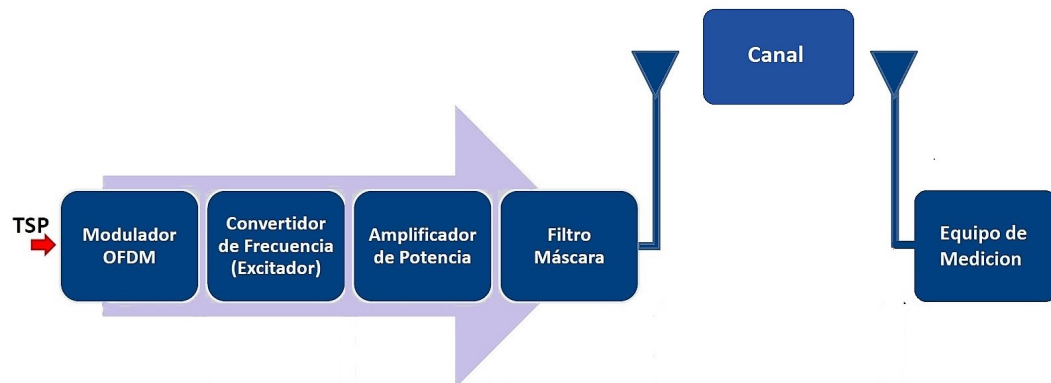 Canal
TSP
Modulador
OFDM
Convertidor
de Frecuencia
(Excitador)
Amplificador
de Potencia
Filtro
Máscara
Equipo de
Medicion